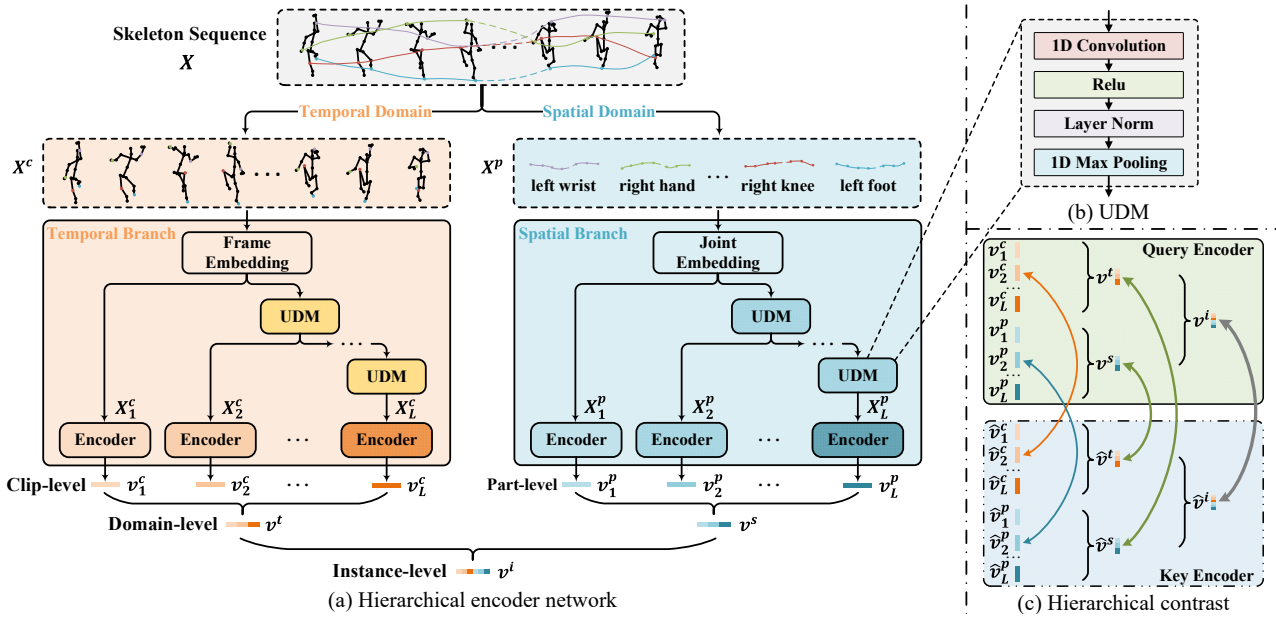 Skeleton Sequence
X
Temporal Domain
Spatial Domain
X^c
X^p
left wrist
right hand
...
right knee
left foot
Temporal Branch
Frame
Embedding
UDM
...
UDM
X_1^c
X_2^c
X_L^c
Encoder
Encoder
...
Encoder
Spatial Branch
Joint
Embedding
UDM
...
UDM
X_1^p
X_2^p
X_L^p
Encoder
Encoder
...
Encoder
Clip-level
v_1^c
v_2^c
...
v_L^c
Part-level
v_1^p
v_2^p
...
v_L^p
Domain-level
v^t
v^s
Instance-level
v^i
(a) Hierarchical encoder network
1D Convolution
Relu
Layer Norm
1D Max Pooling
(b) UDM
Query Encoder
v_1^c
v_2^c
...
v_L^c
v_1^p
v_2^p
...
v_L^p
v^t
v^s
v^i
v̂_1^c
v̂_2^c
...
v̂_L^c
v̂_1^p
v̂_2^p
...
v̂_L^p
v̂^t
v̂^s
v̂^i
Key Encoder
(c) Hierarchical contrast